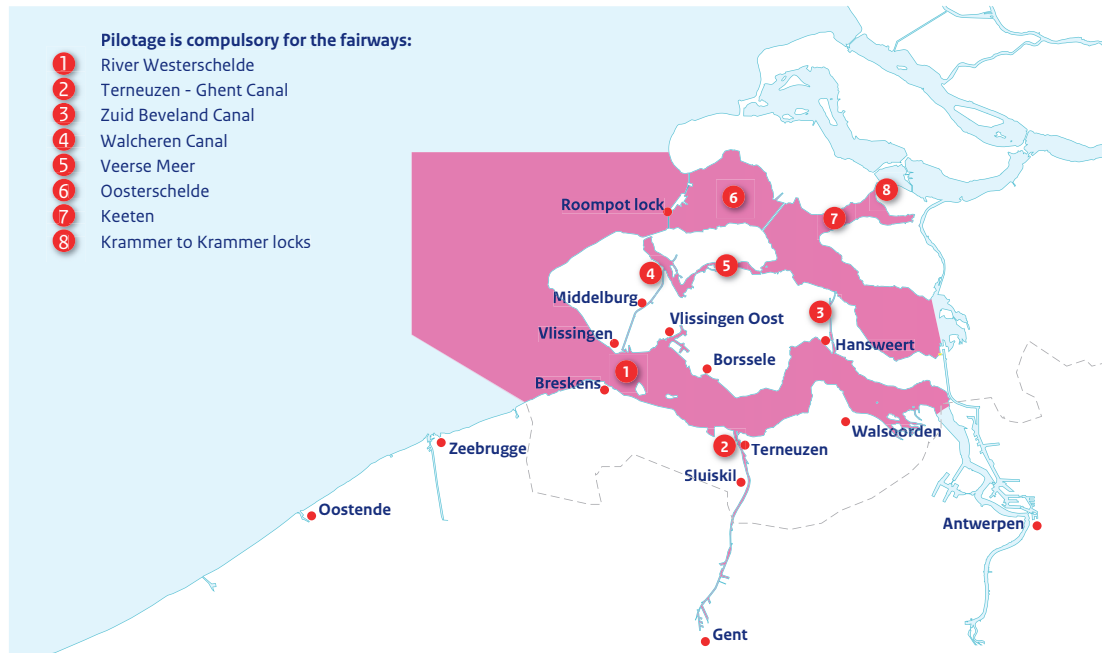 Pilotage is compulsory for the fairways:
1 River Westerschelde
2 Terneuzen - Ghent Canal
3 Zuid Beveland Canal
4 Walcheren Canal
5 Veerse Meer
6 Oosterschelde
7 Keeten
8 Krammer to Krammer locks
8
6
Roompot lock
7
5
4
Middelburg
3
Vlissingen Oost
Vlissingen
Hansweert
Borssele
1
Breskens
Walsoorden
2
Terneuzen
Zeebrugge
Sluiskil
Oostende
Antwerpen
Gent